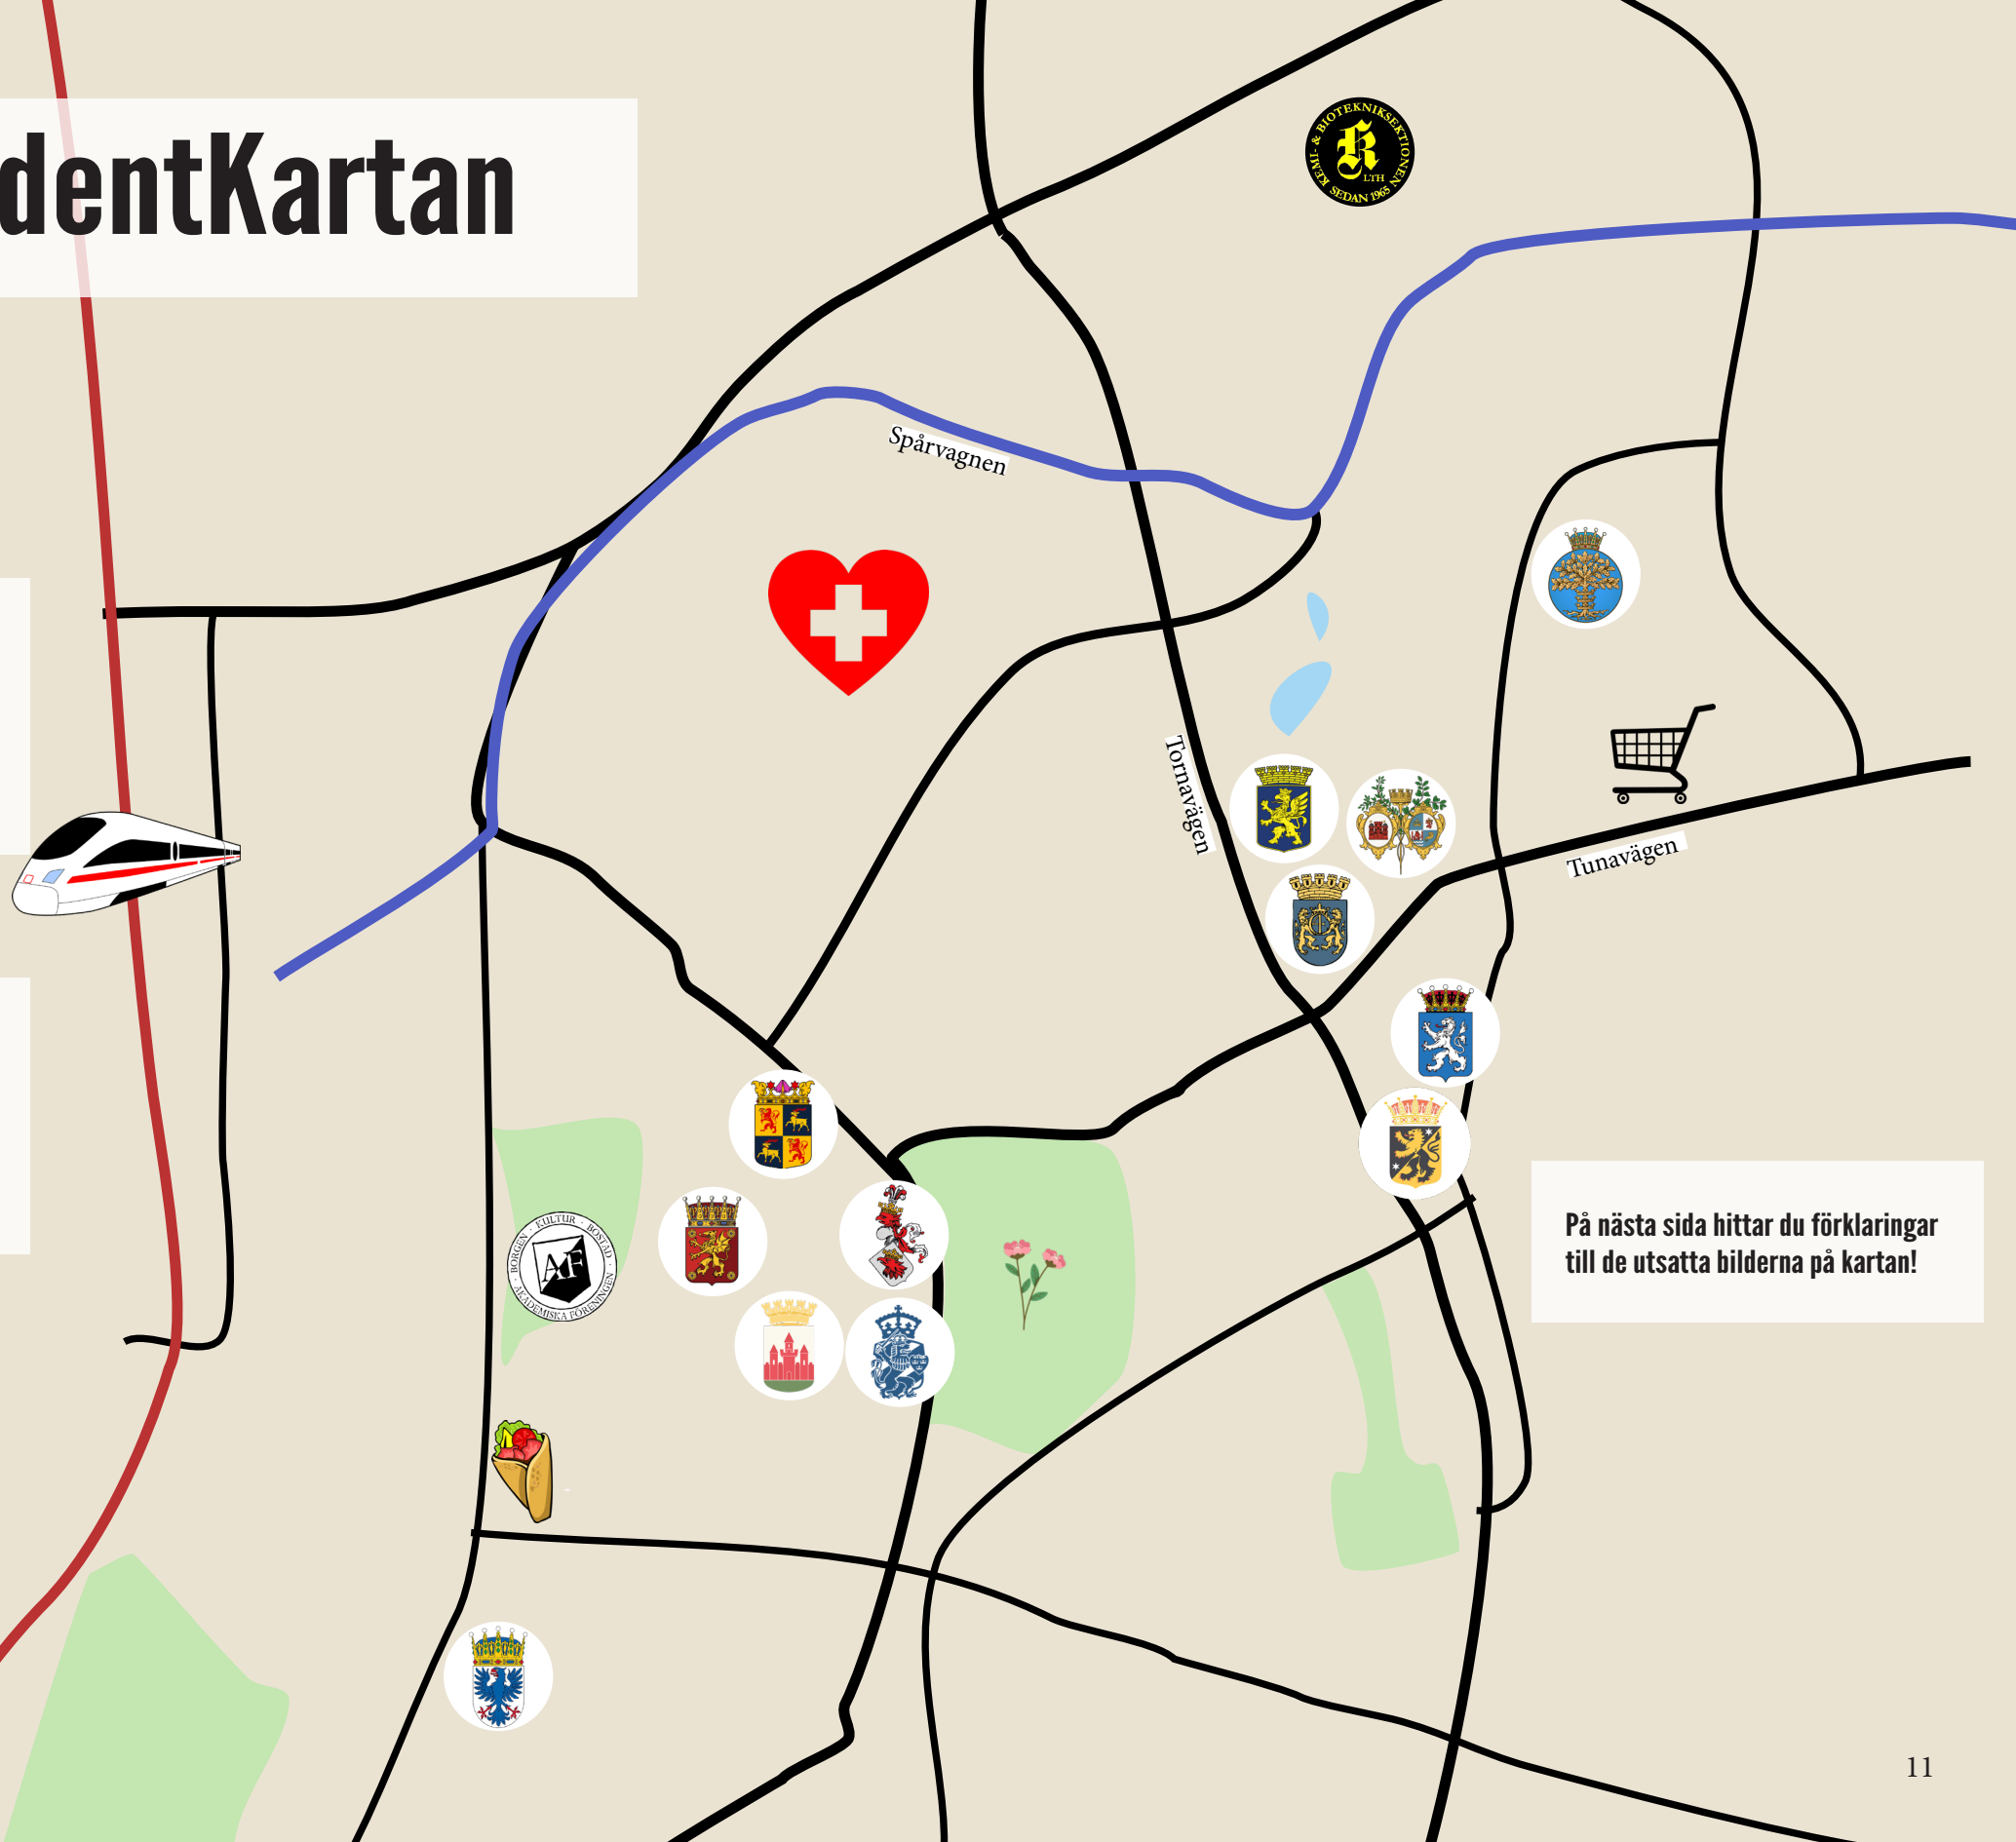 dentKartan
KEMI- & BIOTEKNIKSEKTIONEN
K
LTH
SEDAN 1965
Spårvagnen
Tornavägen
Tunavägen
· BORGEN · KULTUR · BOSTAD ·
AF
AKADEMISKA FÖRENINGEN
På nästa sida hittar du förklaringar
till de utsatta bilderna på kartan!
11